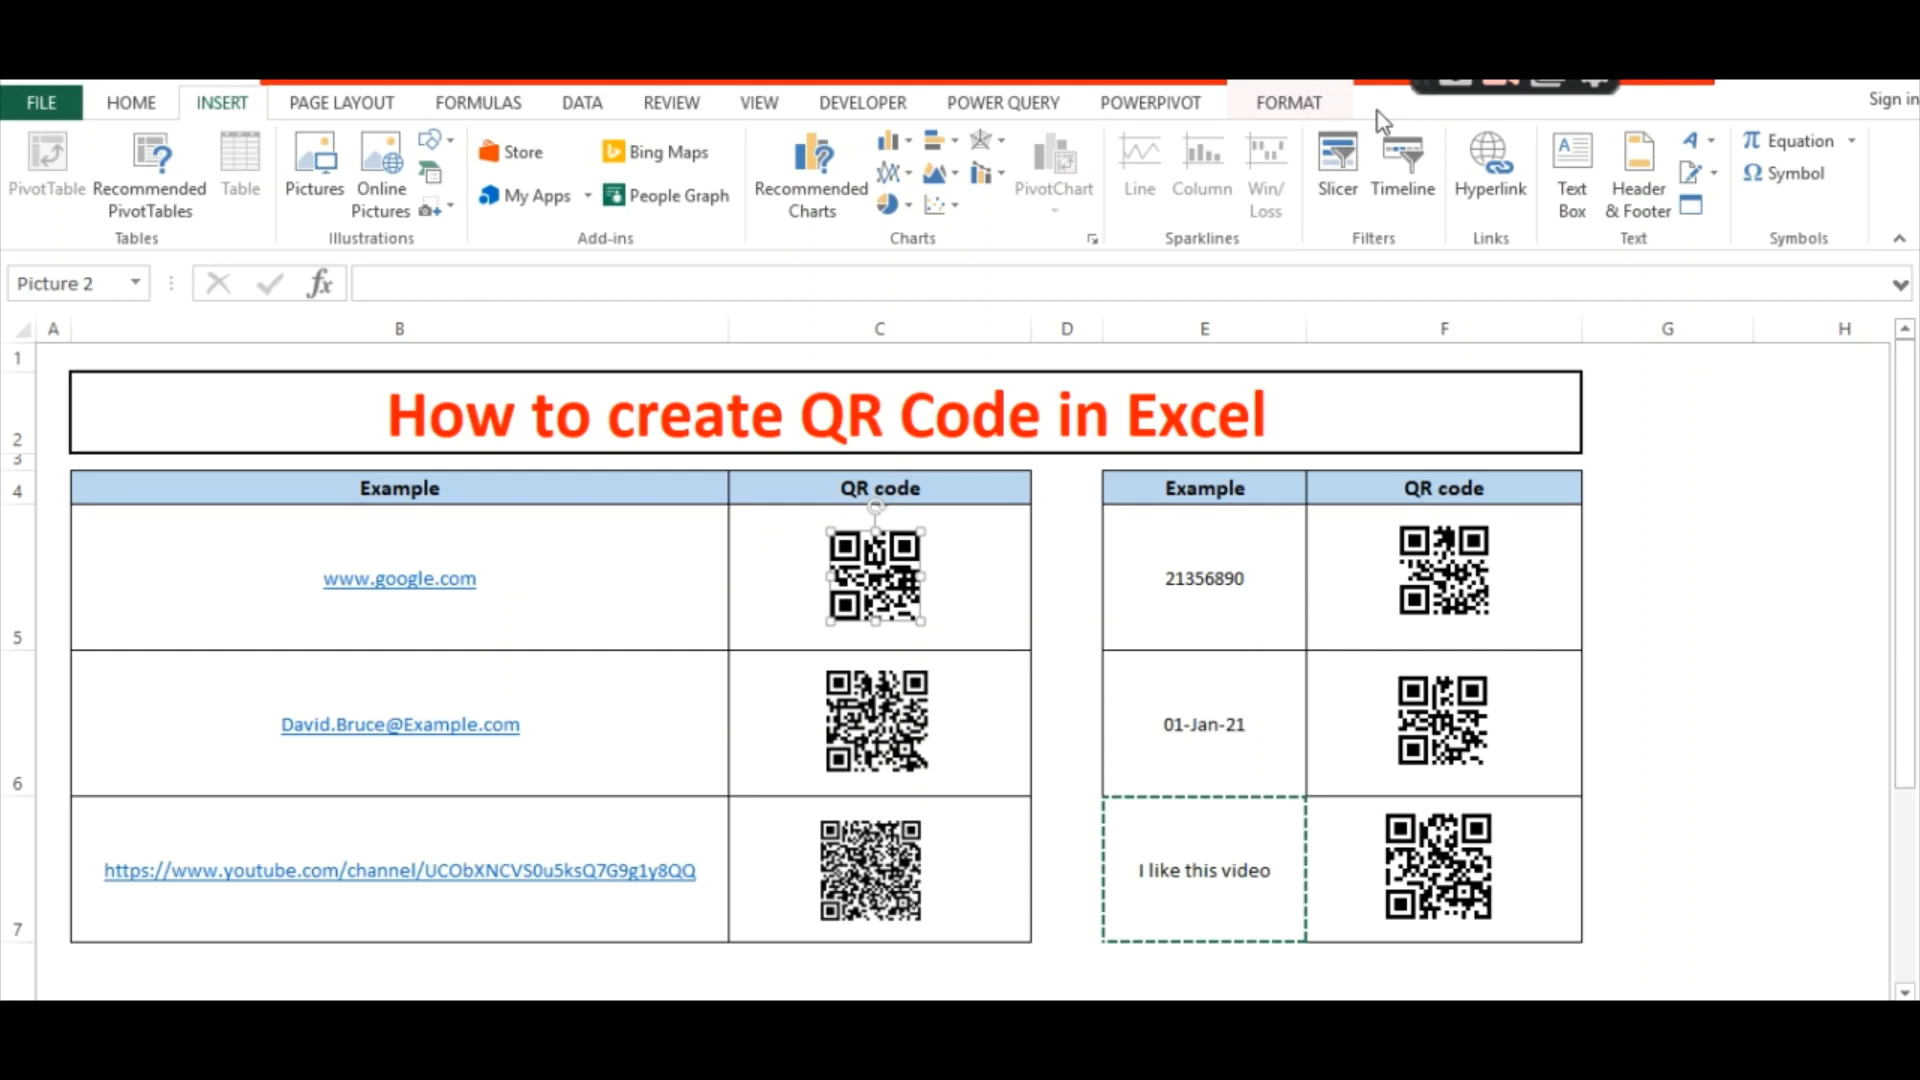 FILE HOME INSERT PAGE LAYOUT FORMULAS DATA REVIEW VIEW DEVELOPER POWER QUERY POWERPIVOT FORMAT Sign in
PivotTable Recommended PivotTables Table
Tables
Pictures Online Pictures
Illustrations
Store Bing Maps
My Apps People Graph
Add-ins
Recommended Charts PivotChart
Charts
Line Column Win/Loss
Sparklines
Slicer Timeline
Filters
Hyperlink
Links
Text Box Header & Footer
Text
π Equation
Ω Symbol
Symbols
Picture 2 fx
A B C D E F G H
1
How to create QR Code in Excel
2
3
4 Example QR code Example QR code
5 www.google.com 21356890
6 David.Bruce@Example.com 01-Jan-21
7 https://www.youtube.com/channel/UCObXNCVS0u5ksQ7G9g1y8QQ I like this video